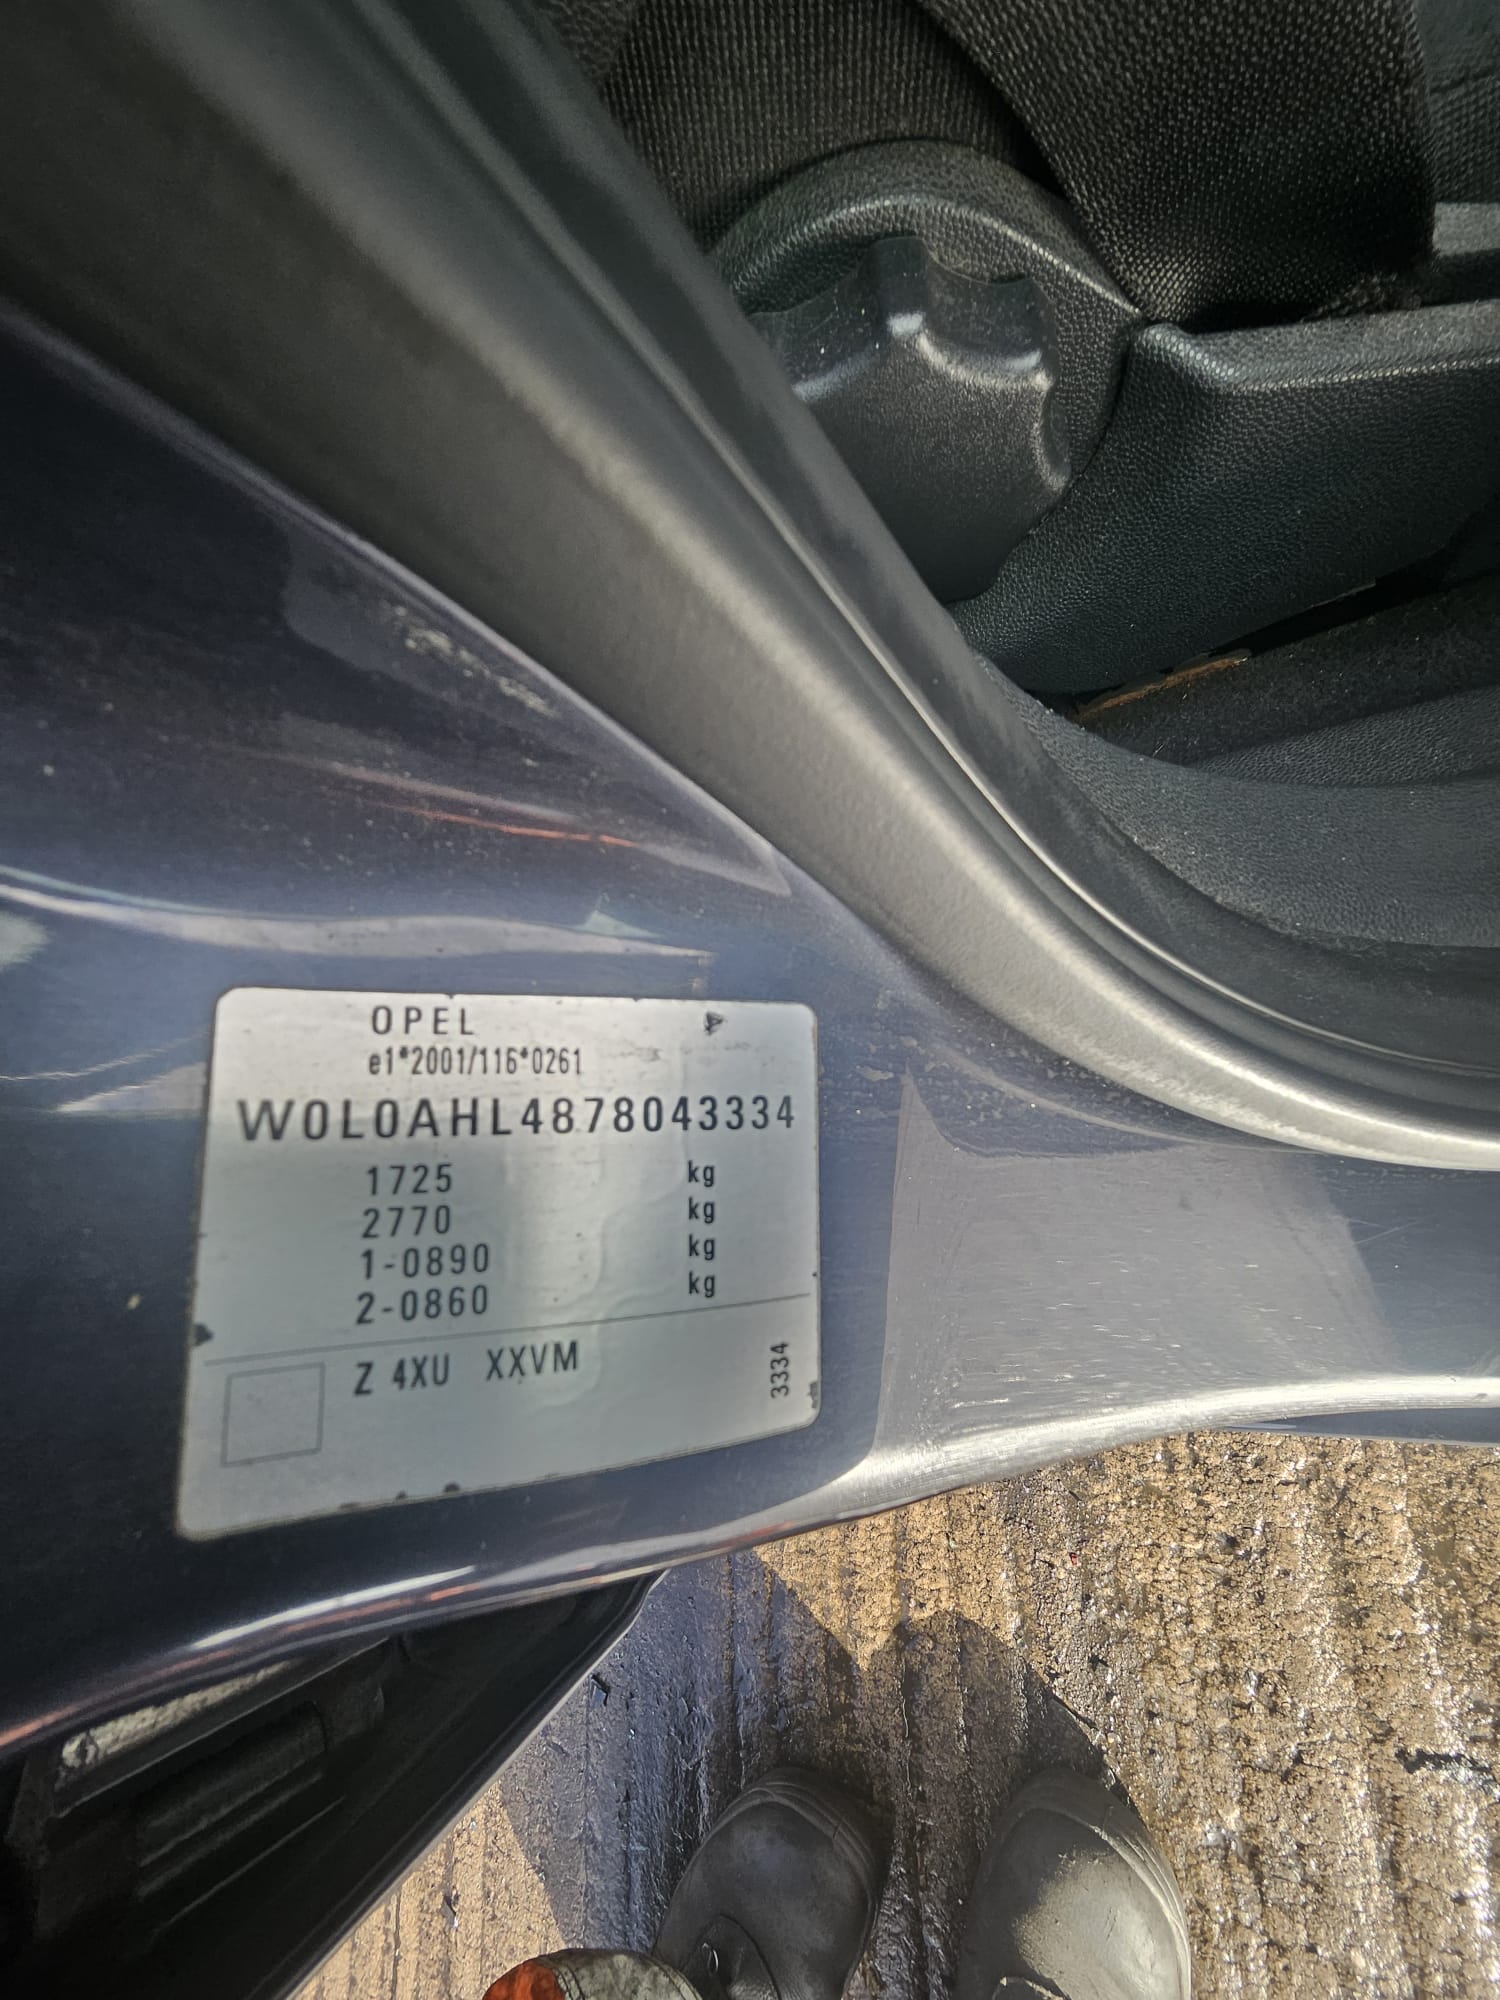 OPEL
e1*2001/116*0261
W0L0AHL4878043334
1725 kg
2770 kg
1-0890 kg
2-0860 kg
Z 4XU XXVM
3334